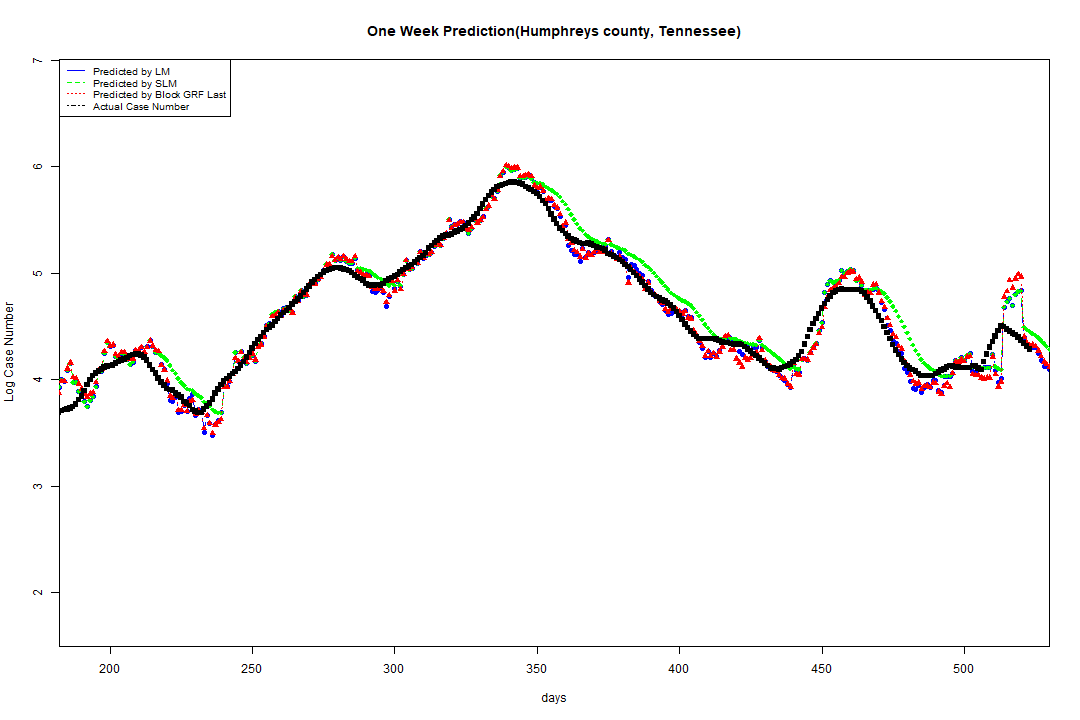 One Week Prediction(Humphreys county, Tennessee)
Predicted by LM
Predicted by SLM
Predicted by Block GRF Last
Actual Case Number
7
6
5
4
3
2
Log Case Number
200 250 300 350 400 450 500
days